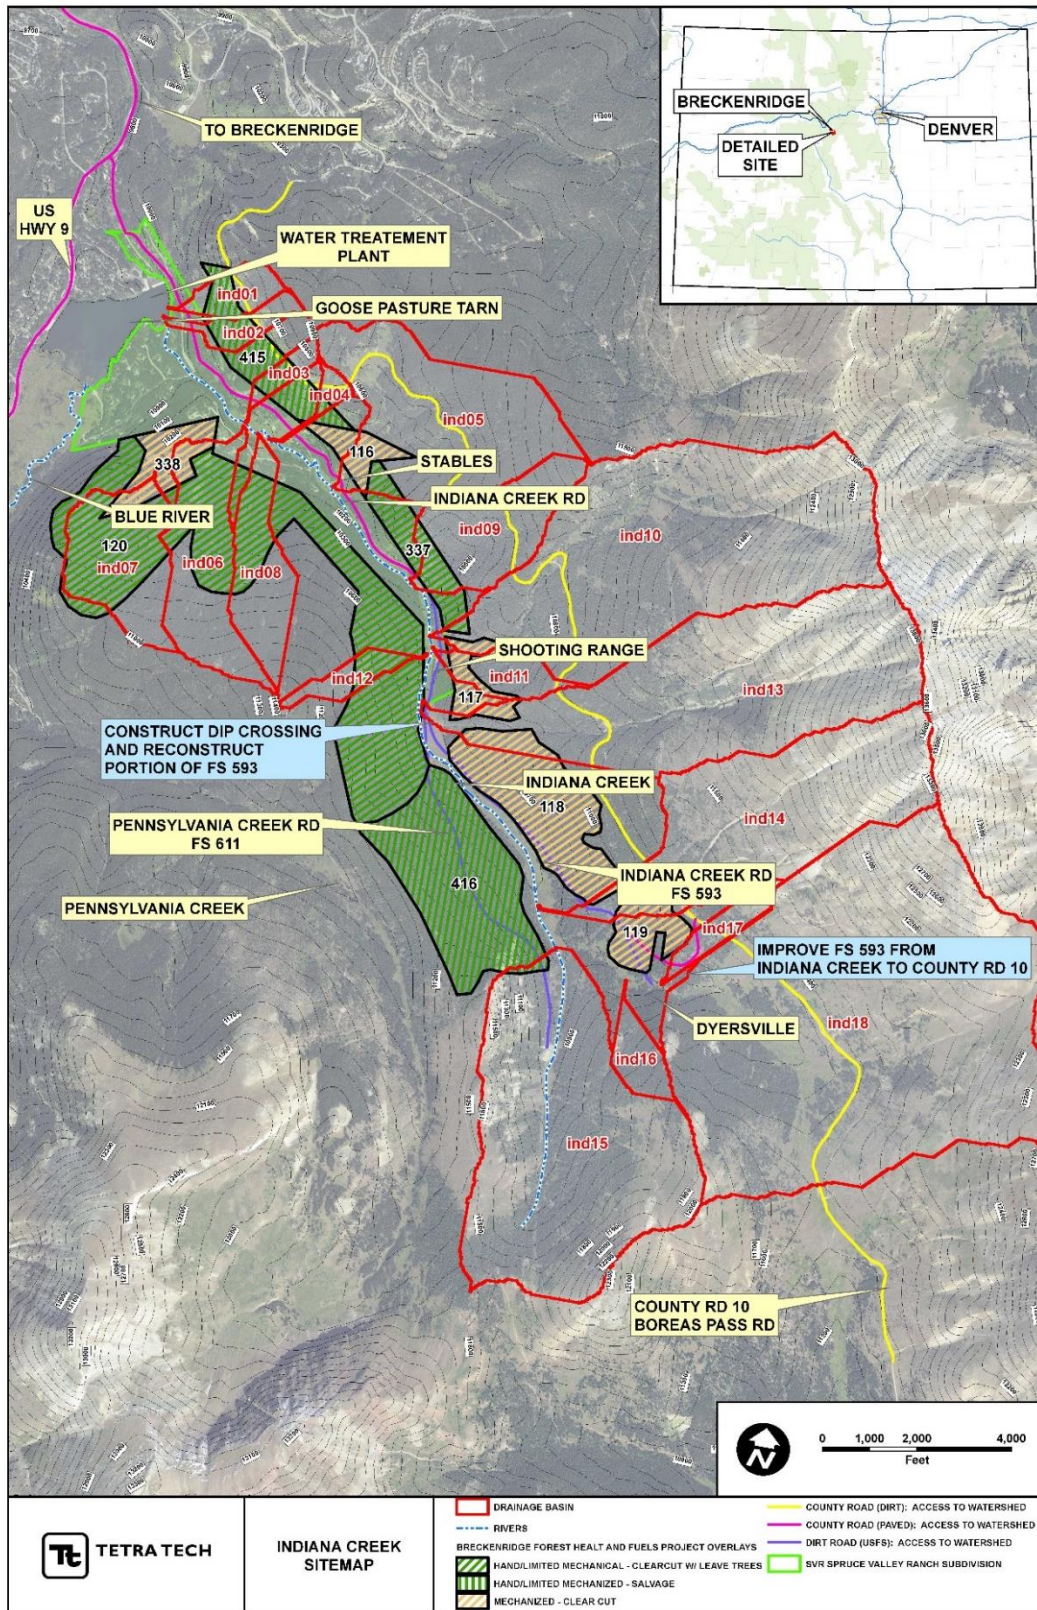 BRECKENRIDGE
DENVER
DETAILED
SITE
TO BRECKENRIDGE
US
HWY 9
WATER TREATEMENT
PLANT
ind01
GOOSE PASTURE TARN
ind02
415
ind03
ind04
ind05
116
338
STABLES
INDIANA CREEK RD
BLUE RIVER
ind09
ind10
120
ind07
ind06
ind08
337
SHOOTING RANGE
ind12
ind11
117
ind13
CONSTRUCT DIP CROSSING
AND RECONSTRUCT
PORTION OF FS 593
INDIANA CREEK
118
ind14
PENNSYLVANIA CREEK RD
FS 611
INDIANA CREEK RD
FS 593
416
PENNSYLVANIA CREEK
119
ind17
IMPROVE FS 593 FROM
INDIANA CREEK TO COUNTY RD 10
DYERSVILLE
ind18
ind16
ind15
COUNTY RD 10
BOREAS PASS RD
N
0 1,000 2,000 4,000
Feet
Tt TETRA TECH
INDIANA CREEK
SITEMAP
DRAINAGE BASIN
RIVERS
BRECKENRIDGE FOREST HEALT AND FUELS PROJECT OVERLAYS
HAND/LIMITED MECHANICAL - CLEARCUT W/ LEAVE TREES
HAND/LIMITED MECHANIZED - SALVAGE
MECHANIZED - CLEAR CUT
COUNTY ROAD (DIRT): ACCESS TO WATERSHED
COUNTY ROAD (PAVED): ACCESS TO WATERSHED
DIRT ROAD (USFS): ACCESS TO WATERSHED
SVR SPRUCE VALLEY RANCH SUBDIVISION